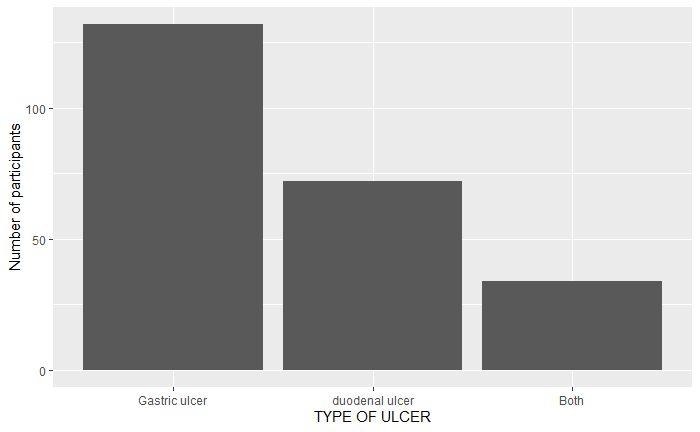 Number of participants
100
50
0
Gastric ulcer
duodenal ulcer
Both
TYPE OF ULCER